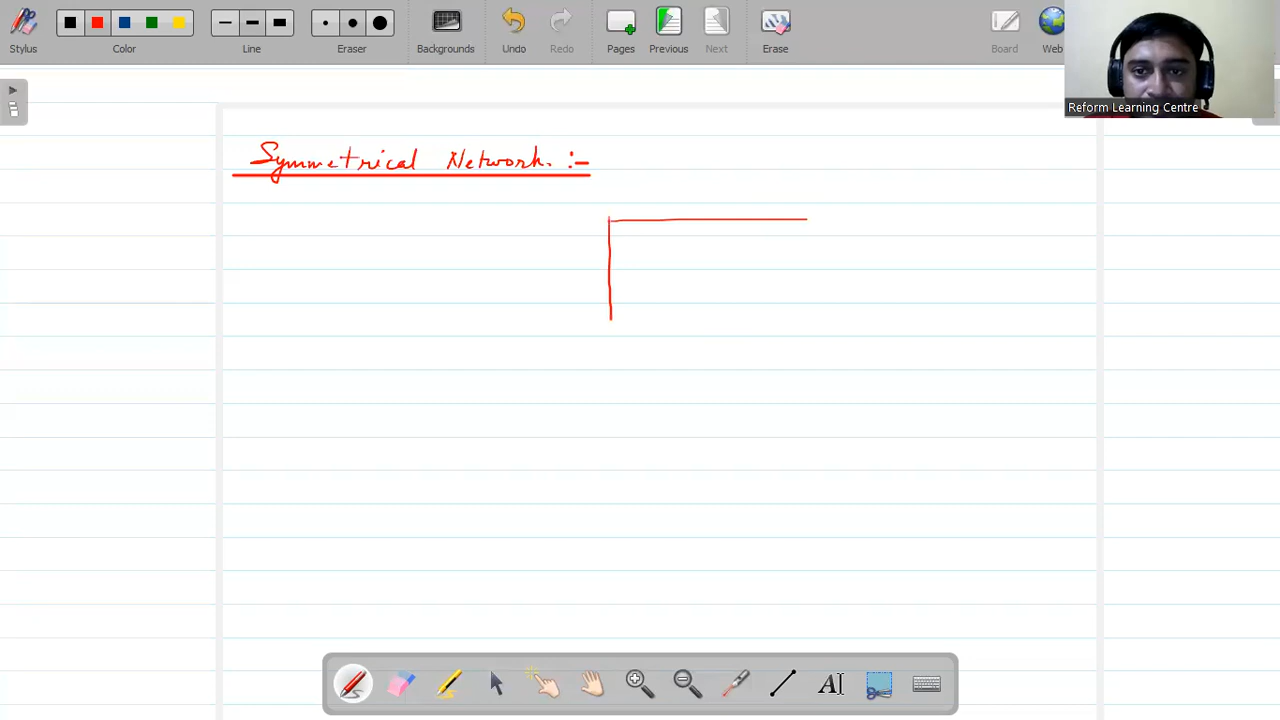 Stylus Color Line Eraser Backgrounds Undo Redo Pages Previous Next Erase Board Web
Reform Learning Centre
Symmetrical Network. :-